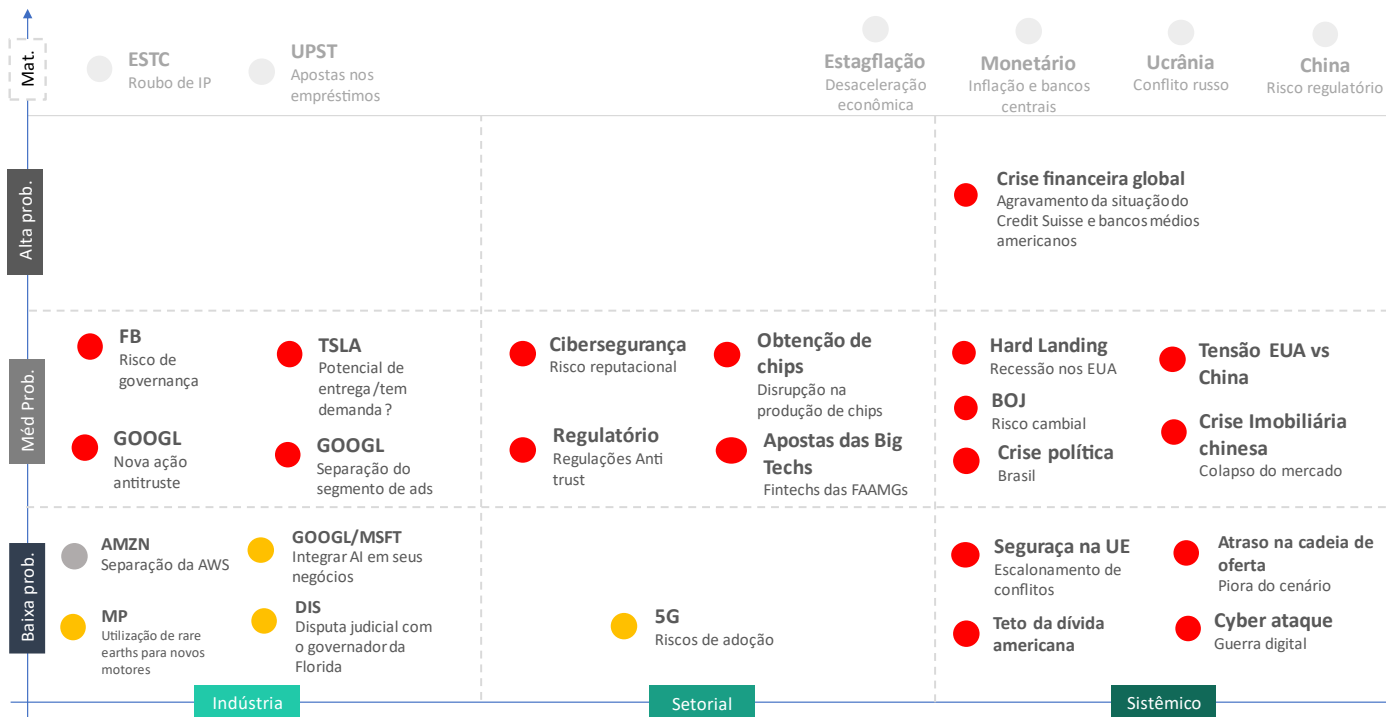 Mat.
ESTC
Roubo de IP
UPST
Apostas nos
empréstimos
Estagflação
Desaceleração
econômica
Monetário
Inflação e bancos
centrais
Ucrânia
Conflito russo
China
Risco regulatório
Alta prob.
Crise financeira global
Agravamento da situação do
Credit Suisse e bancos médios
americanos
Méd Prob.
FB
Risco de
governança
TSLA
Potencial de
entrega/tem
demanda?
GOOGL
Nova ação
antitruste
GOOGL
Separação do
segmento de ads
Cibersegurança
Risco reputacional
Obtenção de
chips
Disrupção na
produção de chips
Regulatório
Regulações Anti
trust
Apostas das Big
Techs
Fintechs das FAAMGs
Hard Landing
Recessão nos EUA
BOJ
Risco cambial
Crise política
Brasil
Tensão EUA vs
China
Crise Imobiliária
chinesa
Colapso do mercado
Baixa prob.
AMZN
Separação da AWS
GOOGL/MSFT
Integrar AI em seus
negócios
MP
Utilização de rare
earths para novos
motores
DIS
Disputa judicial com
o governador da
Florida
5G
Riscos de adoção
Seguraça na UE
Escalonamento de
conflitos
Teto da dívida
americana
Atraso na cadeia de
oferta
Piora do cenário
Cyber ataque
Guerra digital
Indústria
Setorial
Sistêmico